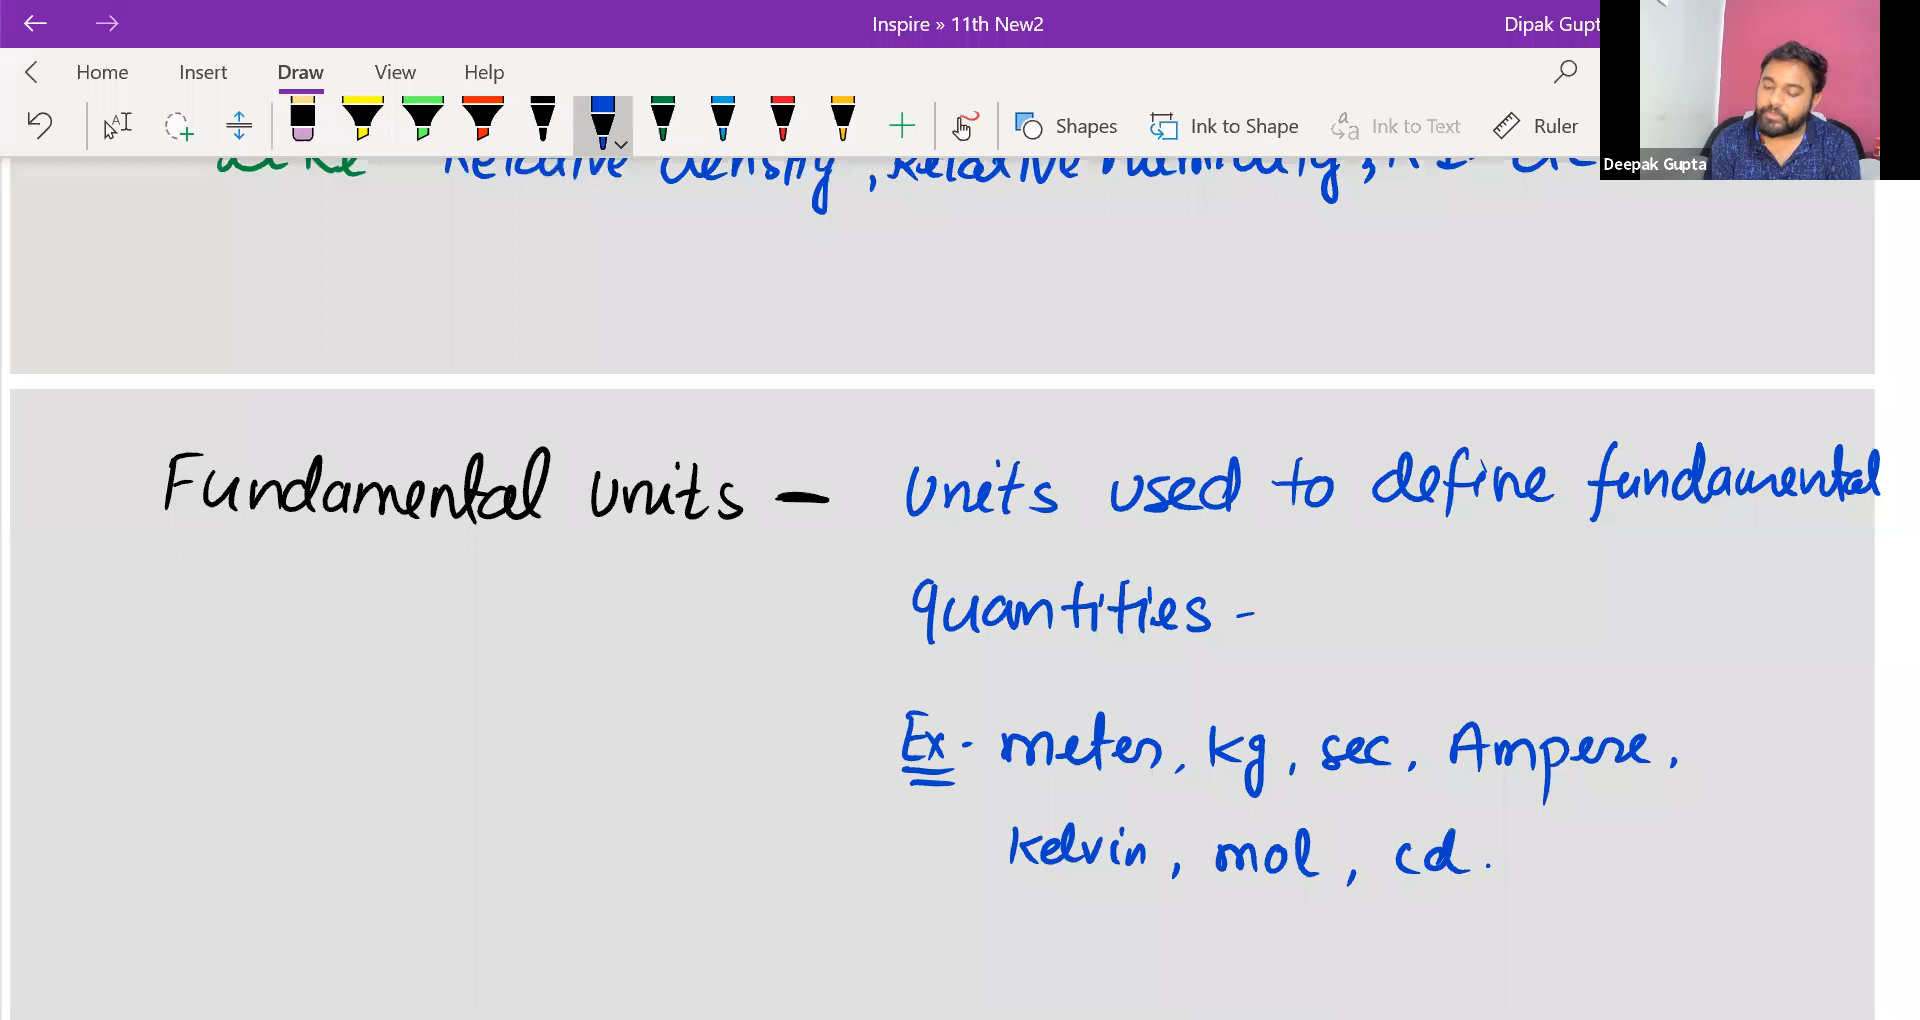 Inspire » 11th New2
Dipak Gupt
Home Insert Draw View Help
Shapes Ink to Shape Ink to Text Ruler
Deepak Gupta
Relative density, Relative humidity,
Fundamental units - Units used to define fundamental
quantities -
Ex. meter, kg, sec, Ampere,
Kelvin, mol, cd.